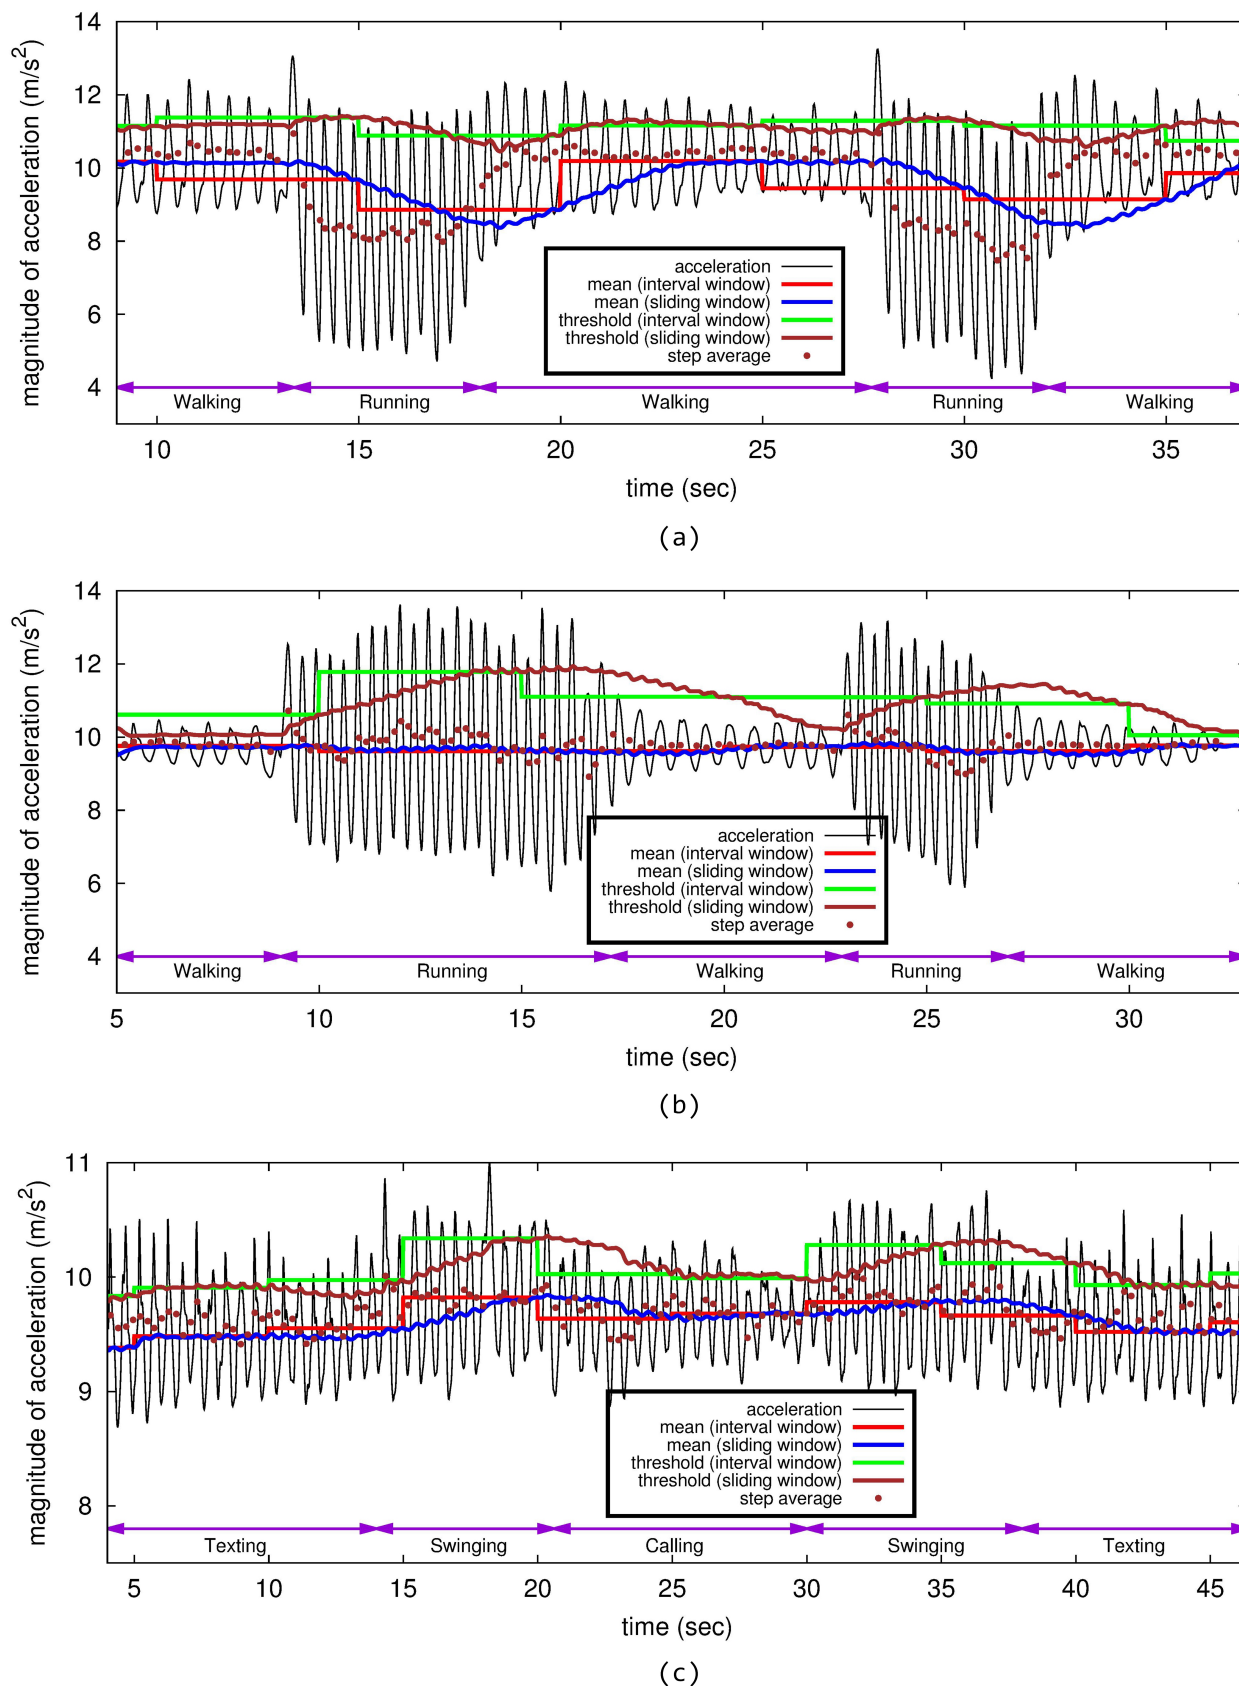 magnitude of acceleration (m/s²)
14
12
10
8
6
4
acceleration
mean (interval window)
mean (sliding window)
threshold (interval window)
threshold (sliding window)
step average
Walking Running Walking Running Walking
10 15 20 25 30 35
time (sec)
(a)
magnitude of acceleration (m/s²)
14
12
10
8
6
4
acceleration
mean (interval window)
mean (sliding window)
threshold (interval window)
threshold (sliding window)
step average
Walking Running Walking Running Walking
5 10 15 20 25 30
time (sec)
(b)
magnitude of acceleration (m/s²)
11
10
9
8
acceleration
mean (interval window)
mean (sliding window)
threshold (interval window)
threshold (sliding window)
step average
Texting Swinging Calling Swinging Texting
5 10 15 20 25 30 35 40 45
time (sec)
(c)